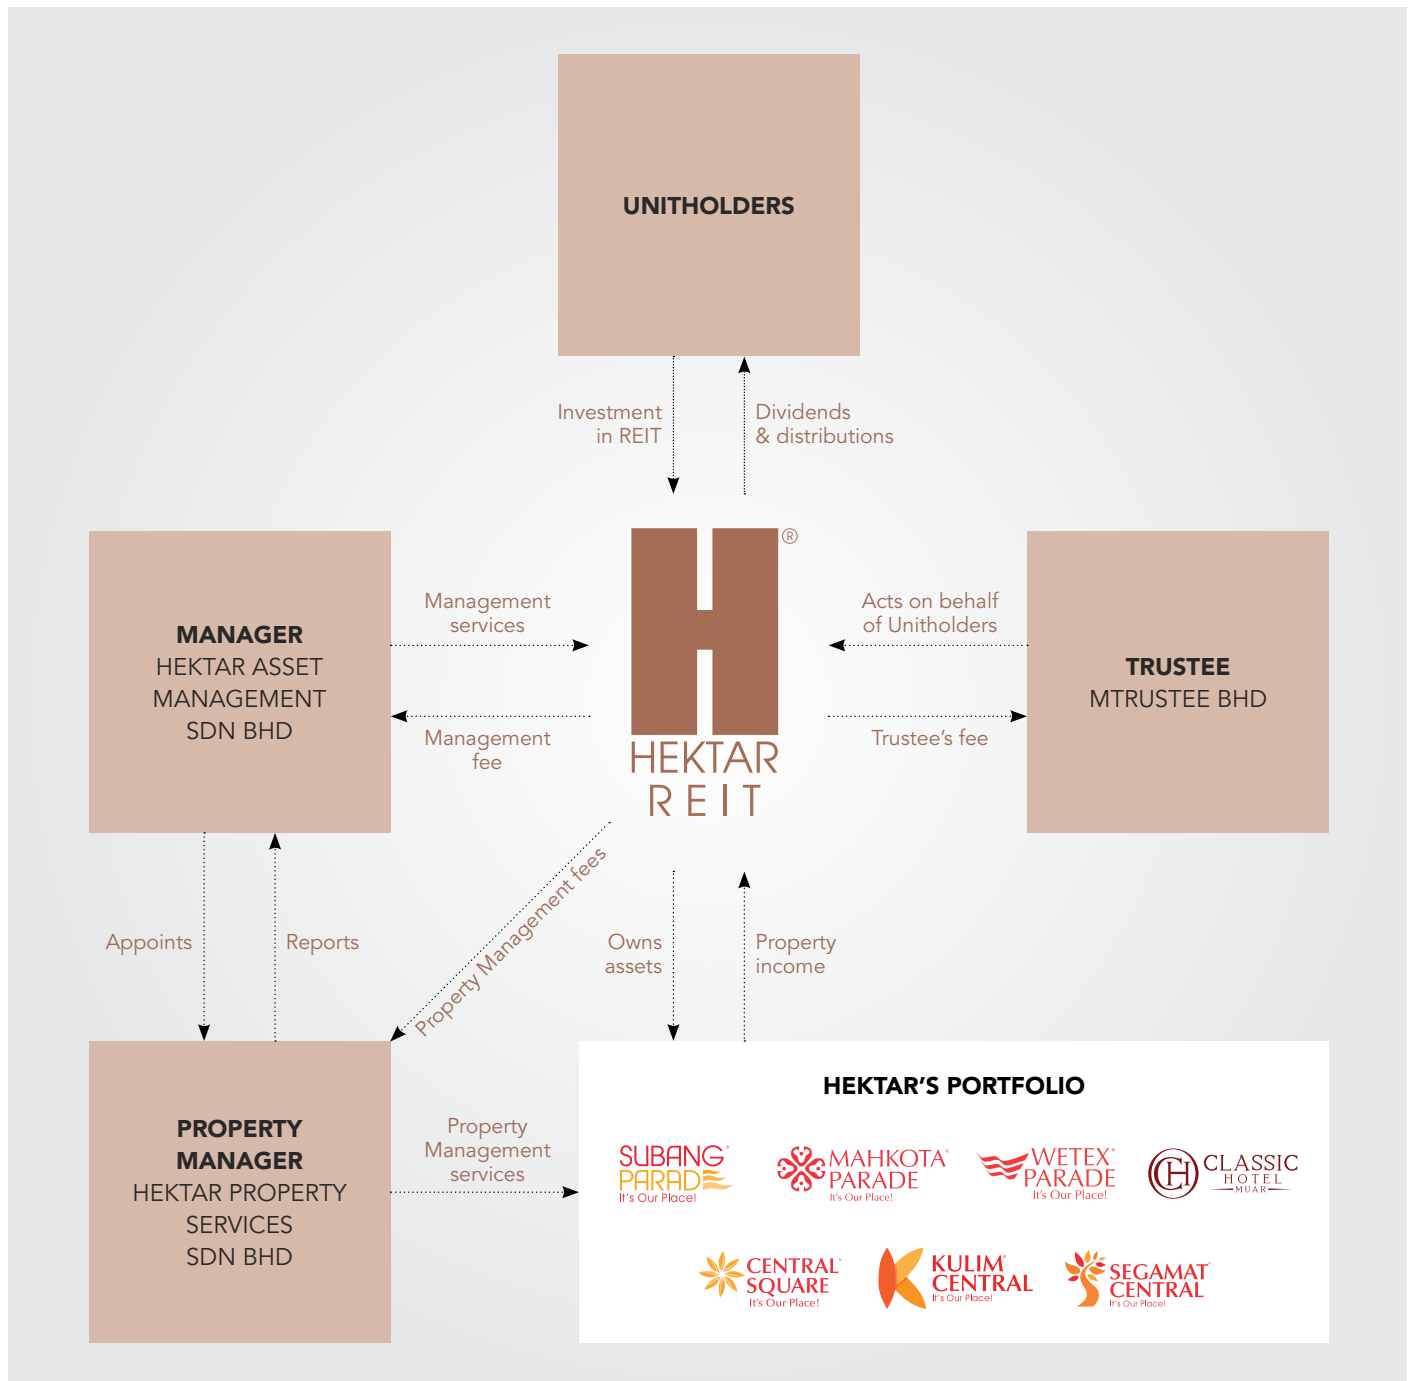 UNITHOLDERS
Investment
in REIT
Dividends
& distributions
MANAGER
HEKTAR ASSET
MANAGEMENT
SDN BHD
Management
services
Management
fee
H®
HEKTAR
REIT
Acts on behalf
of Unitholders
Trustee's fee
TRUSTEE
MTRUSTEE BHD
Appoints
Reports
Property Management fees
Owns
assets
Property
income
PROPERTY
MANAGER
HEKTAR PROPERTY
SERVICES
SDN BHD
Property
Management
services
HEKTAR'S PORTFOLIO
SUBANG®
PARADE
It's Our Place!
MAHKOTA®
PARADE
It's Our Place!
WETEX®
PARADE
It's Our Place!
CH
CLASSIC
HOTEL
MUAR
CENTRAL®
SQUARE
It's Our Place!
KULIM®
CENTRAL
It's Our Place!
SEGAMAT®
CENTRAL
It's Our Place!